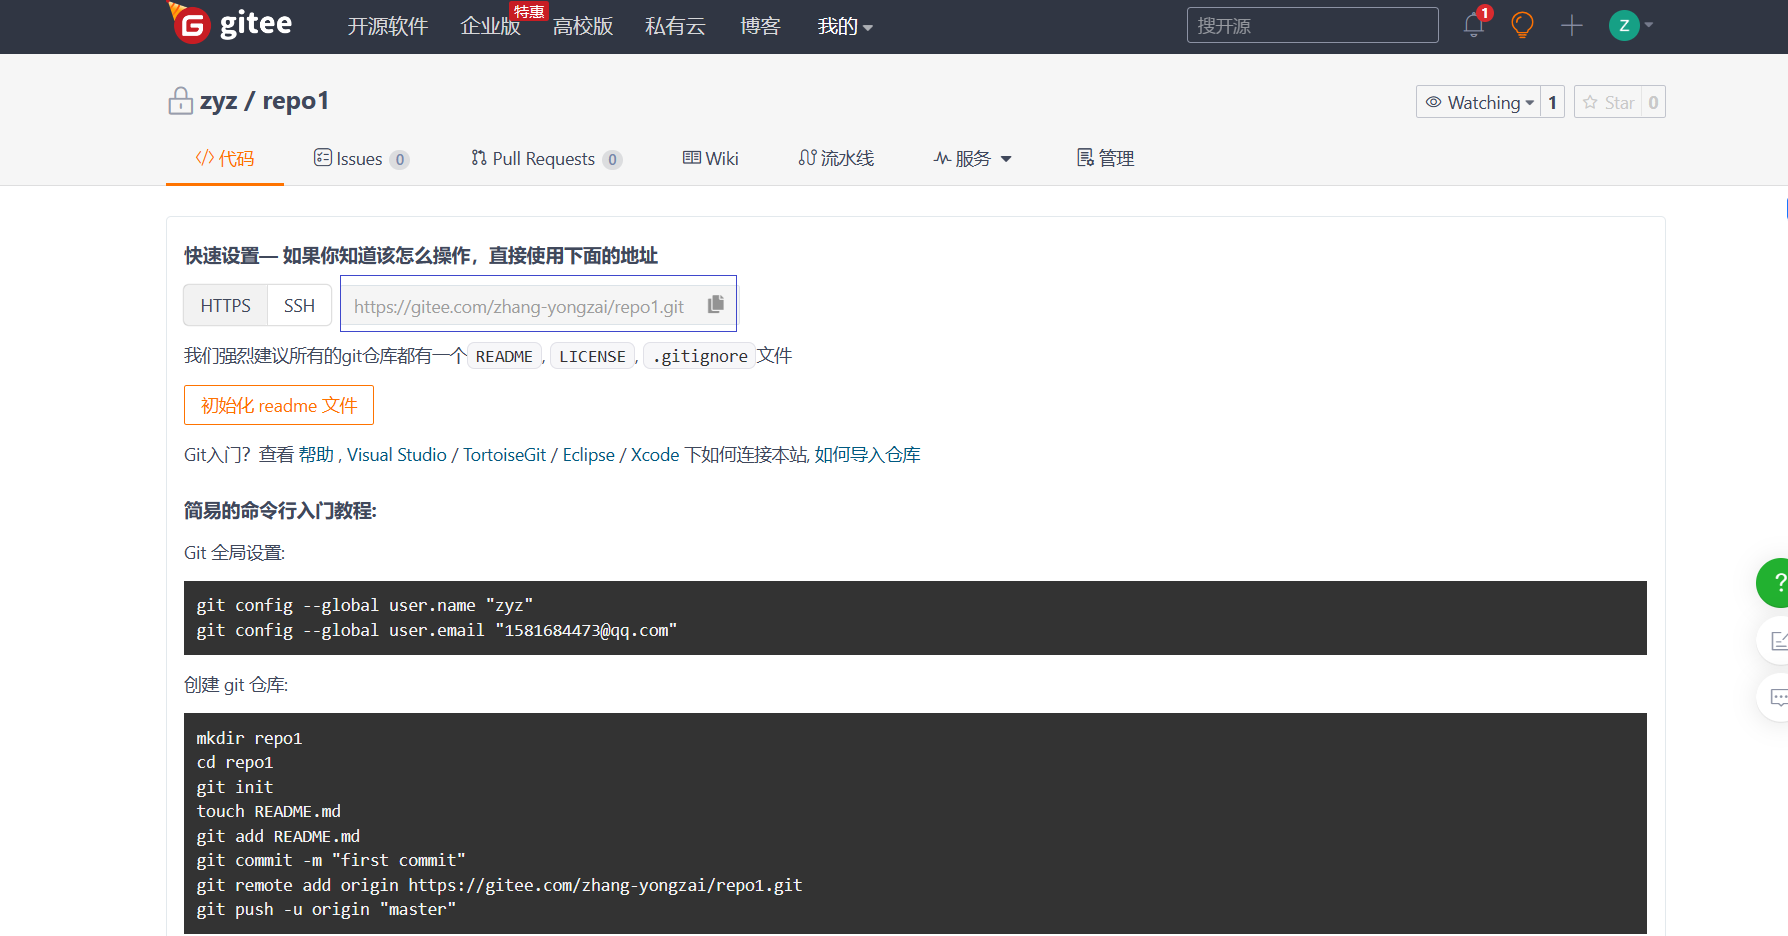 gitee 开源软件 企业版 特惠 高校版 私有云 博客 我的 搜开源 1 Z
zyz / repo1 Watching 1 Star 0
代码 Issues 0 Pull Requests 0 Wiki 流水线 服务 管理
快速设置— 如果你知道该怎么操作，直接使用下面的地址
HTTPS SSH https://gitee.com/zhang-yongzai/repo1.git
我们强烈建议所有的git仓库都有一个 README , LICENSE , .gitignore 文件
初始化 readme 文件
Git入门？查看 帮助 , Visual Studio / TortoiseGit / Eclipse / Xcode 下如何连接本站, 如何导入仓库
简易的命令行入门教程:
Git 全局设置:
git config --global user.name "zyz"
git config --global user.email "1581684473@qq.com"
创建 git 仓库:
mkdir repo1
cd repo1
git init
touch README.md
git add README.md
git commit -m "first commit"
git remote add origin https://gitee.com/zhang-yongzai/repo1.git
git push -u origin "master"
?